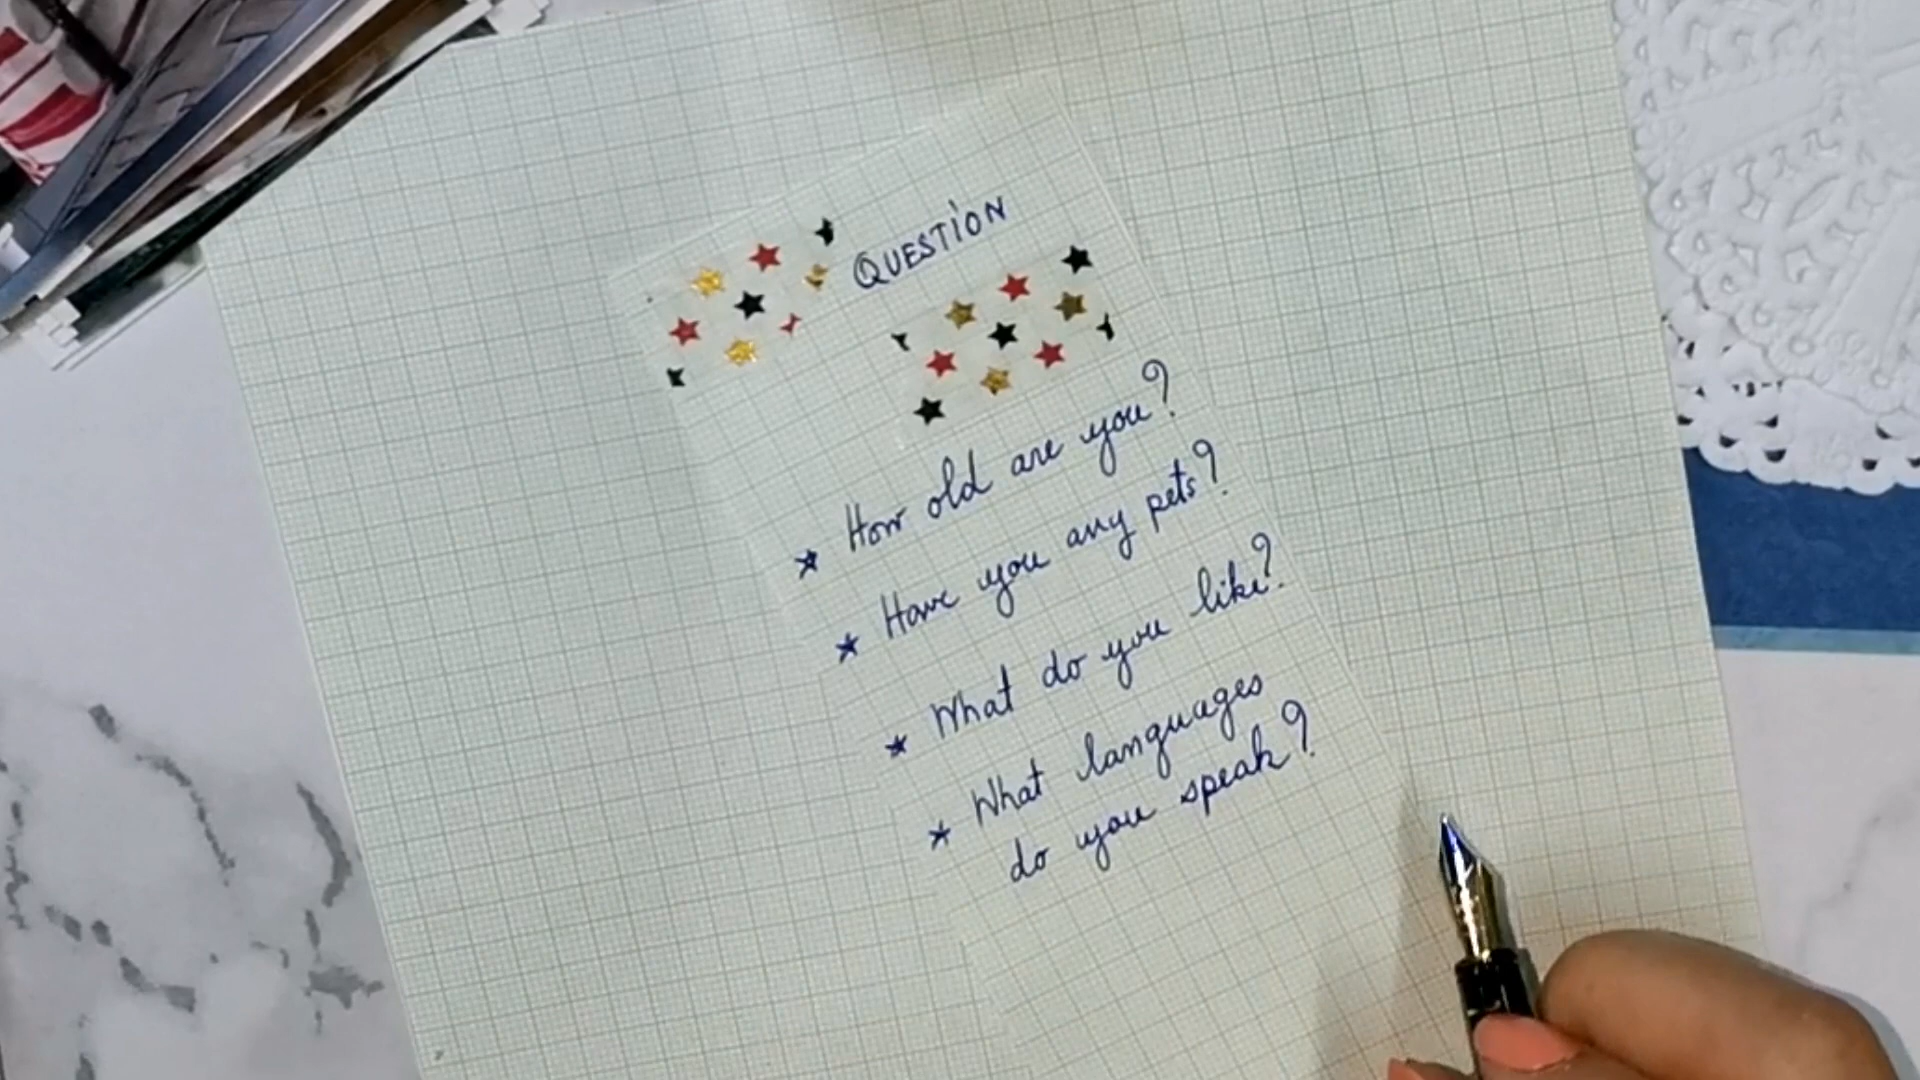 QUESTION
How old are you?
Have you any pets?
What do you like?
What languages
do you speak?